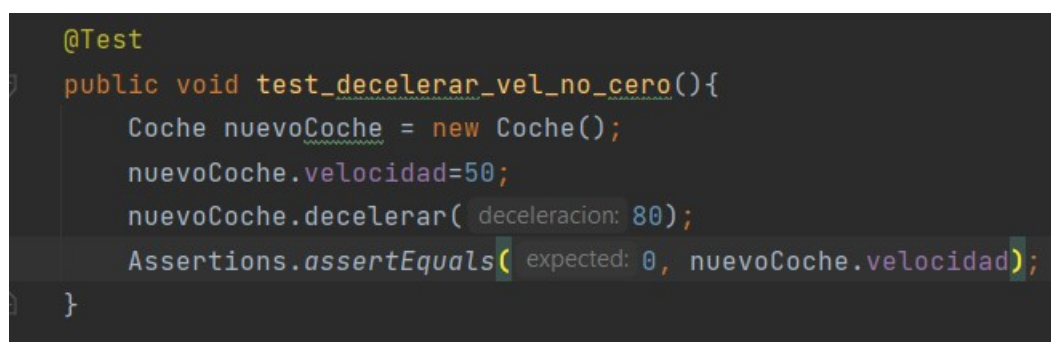 @Test
public void test_decelerar_vel_no_cero(){
Coche nuevoCoche = new Coche();
nuevoCoche.velocidad=50;
nuevoCoche.decelerar( deceleracion: 80);
Assertions.assertEquals( expected: 0, nuevoCoche.velocidad);
}